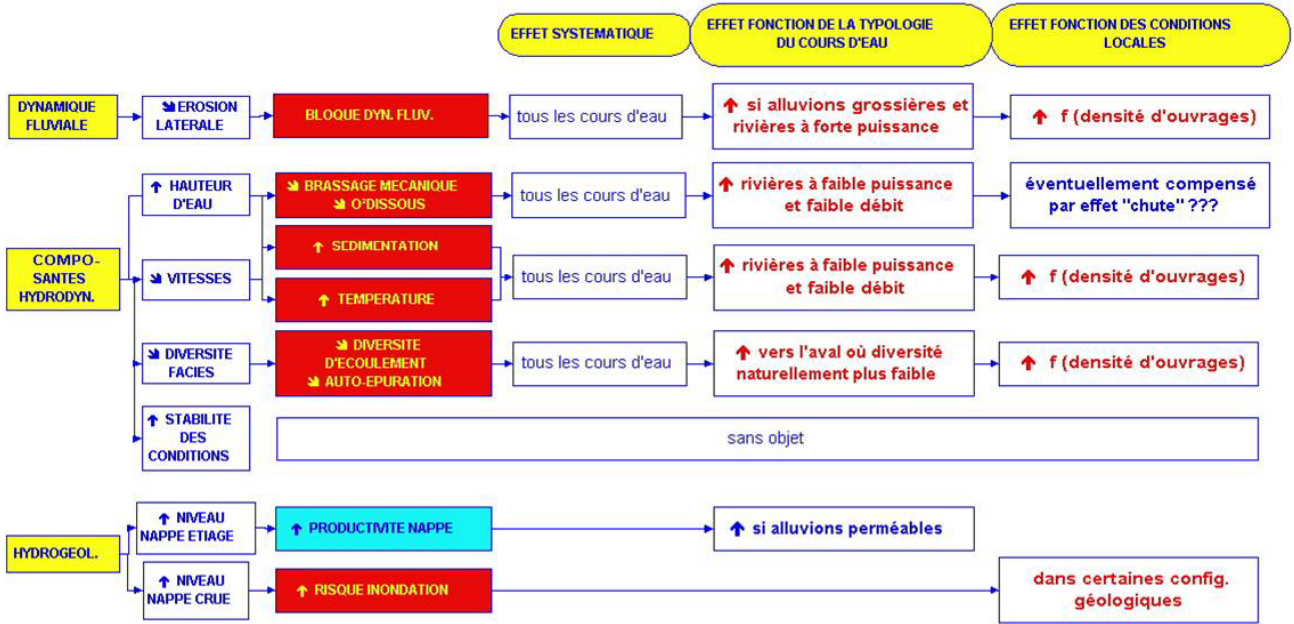 EFFET SYSTEMATIQUE
EFFET FONCTION DE LA TYPOLOGIE
DU COURS D'EAU
EFFET FONCTION DES CONDITIONS
LOCALES
DYNAMIQUE
FLUVIALE
↘ EROSION
LATERALE
BLOQUE DYN. FLUV.
tous les cours d'eau
↑ si alluvions grossières et
rivières à forte puissance
↑ f (densité d'ouvrages)
COMPO-
SANTES
HYDRODYN.
↑ HAUTEUR
D'EAU
↘ BRASSAGE MECANIQUE
↘ O²DISSOUS
tous les cours d'eau
↑ rivières à faible puissance
et faible débit
éventuellement compensé
par effet "chute" ???
↘ VITESSES
↑ SEDIMENTATION
↑ TEMPERATURE
tous les cours d'eau
↑ rivières à faible puissance
et faible débit
↑ f (densité d'ouvrages)
↘ DIVERSITE
FACIES
↘ DIVERSITE
D'ECOULEMENT
↘ AUTO-EPURATION
tous les cours d'eau
↑ vers l'aval où diversité
naturellement plus faible
↑ f (densité d'ouvrages)
↑ STABILITE
DES
CONDITIONS
sans objet
HYDROGEOL.
↑ NIVEAU
NAPPE ETIAGE
↑ PRODUCTIVITE NAPPE
↑ si alluvions perméables
↑ NIVEAU
NAPPE CRUE
↑ RISQUE INONDATION
dans certaines config.
géologiques